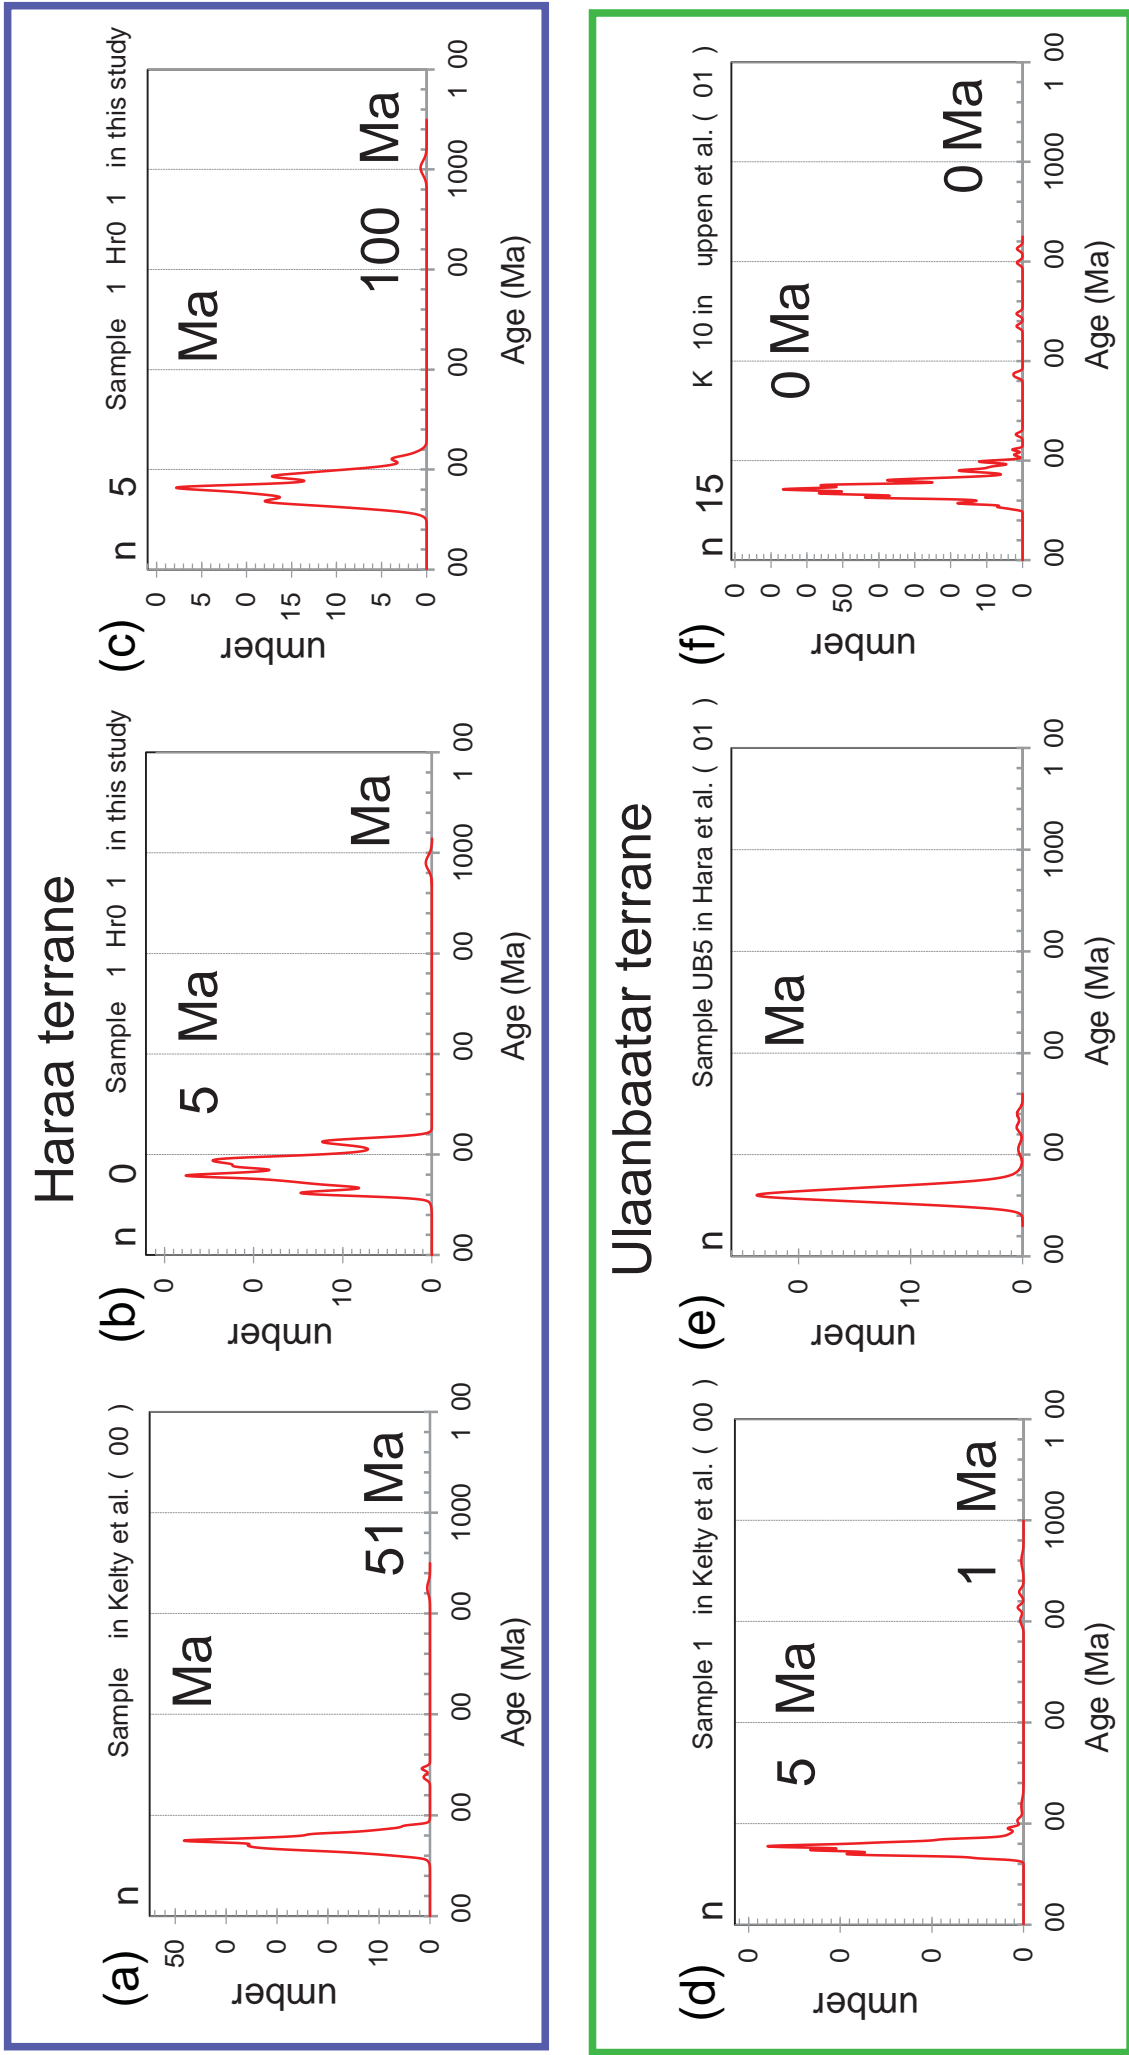 Haraa terrane
(a)
n
Sample in Kelty et al. ( 00 )
Ma
51 Ma
umber
50
0
0
0
10
0
00
00
00
00
1000
1 00
Age (Ma)
(b)
n 0
Sample 1 Hr0 1 in this study
5 Ma
Ma
umber
0
0
10
0
00
00
00
00
1000
1 00
Age (Ma)
(c)
n 5
Sample 1 Hr0 1 in this study
Ma
100 Ma
umber
0
5
0
15
10
5
0
00
00
00
00
1000
1 00
Age (Ma)
Ulaanbaatar terrane
(d)
n
Sample 1 in Kelty et al. ( 00 )
5 Ma
1 Ma
umber
0
0
0
0
00
00
00
00
1000
1 00
Age (Ma)
(e)
n
Sample UB5 in Hara et al. ( 01 )
Ma
umber
0
10
0
00
00
00
00
1000
1 00
Age (Ma)
(f)
n 15
K 10 in uppen et al. ( 01 )
0 Ma
0 Ma
umber
0
0
0
50
0
0
0
10
0
00
00
00
00
1000
1 00
Age (Ma)